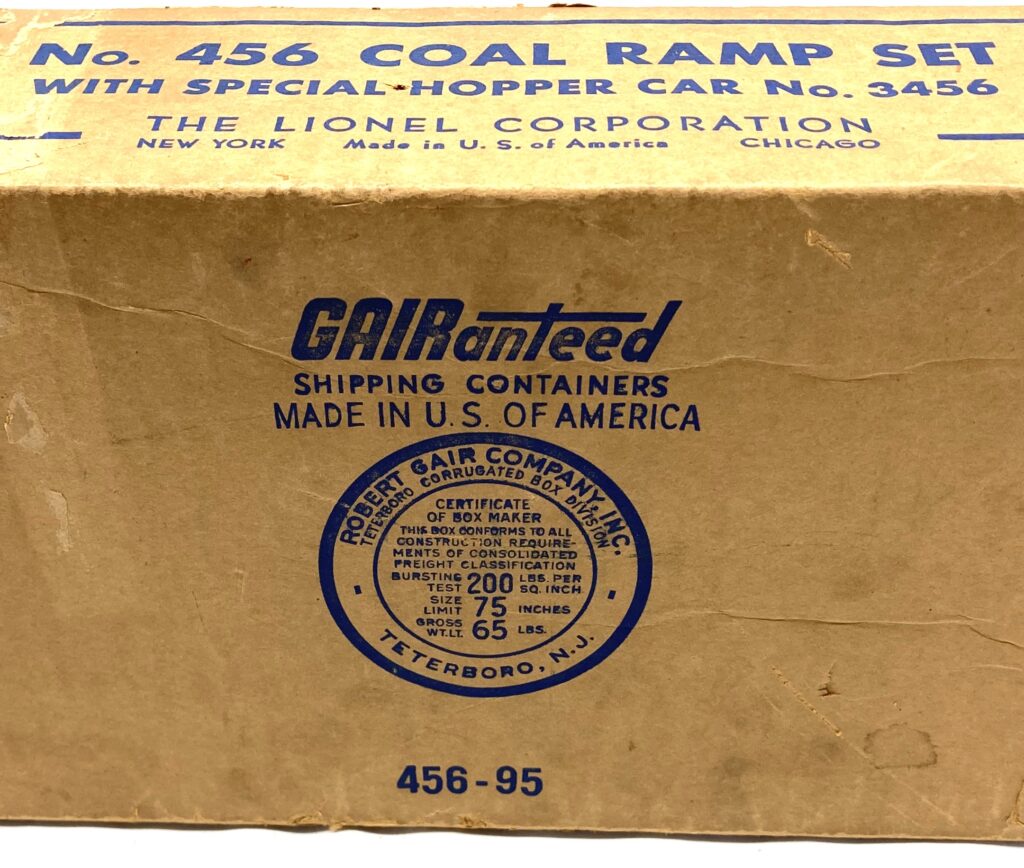 No. 456 COAL RAMP SET
WITH SPECIAL HOPPER CAR No. 3456
THE LIONEL CORPORATION
NEW YORK Made in U. S. of America CHICAGO
GAIRanteed
SHIPPING CONTAINERS
MADE IN U.S. OF AMERICA
ROBERT GAIR COMPANY, INC.
TETERBORO CORRUGATED BOX DIVISION
CERTIFICATE
OF BOX MAKER
THIS BOX CONFORMS TO ALL
CONSTRUCTION REQUIRE-
MENTS OF CONSOLIDATED
FREIGHT CLASSIFICATION
BURSTING TEST 200 LBS. PER SQ. INCH
SIZE LIMIT 75 INCHES
GROSS WT.LT. 65 LBS.
TETERBORO, N.J.
456-95